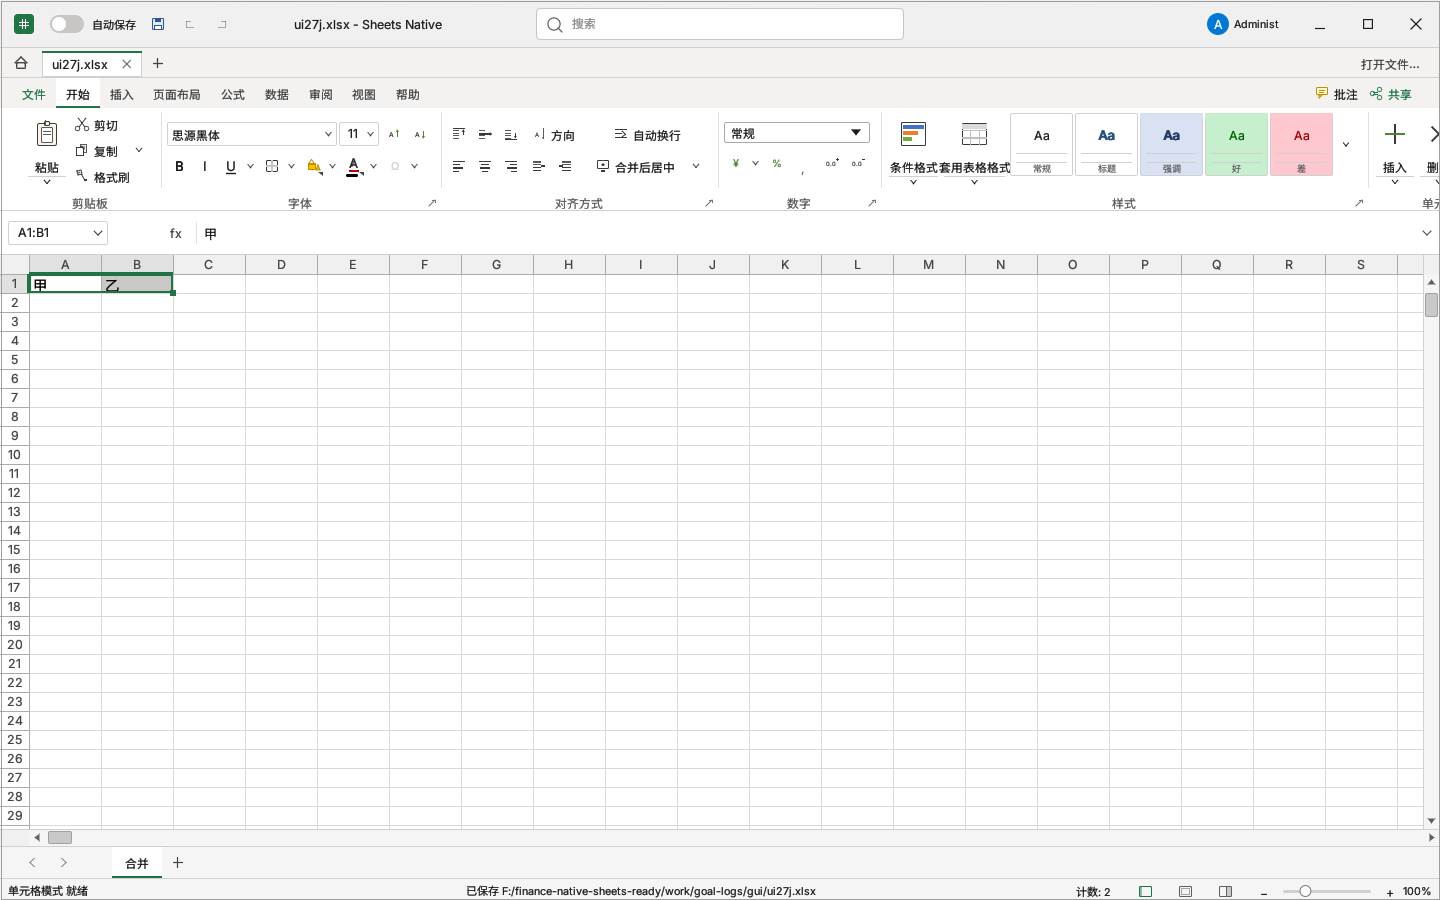 自动保存
ui27j.xlsx - Sheets Native
搜索
A
Administ
ui27j.xlsx
打开文件...
文件 开始 插入 页面布局 公式 数据 审阅 视图 帮助
批注 共享
粘贴
剪切
复制
格式刷
剪贴板
思源黑体 11 A A
B I U A Ω
字体
方向 自动换行
合并后居中
对齐方式
常规
¥ % , 0.0 0.0
数字
条件格式 套用表格格式
Aa 常规
Aa 标题
Aa 强调
Aa 好
Aa 差
样式
插入
A1:B1 fx 甲
A B C D E F G H I J K L M N O P Q R S
1 甲 乙
2
3
4
5
6
7
8
9
10
11
12
13
14
15
16
17
18
19
20
21
22
23
24
25
26
27
28
29
合并
单元格模式 就绪 已保存 F:/finance-native-sheets-ready/work/goal-logs/gui/ui27j.xlsx 计数: 2 100%